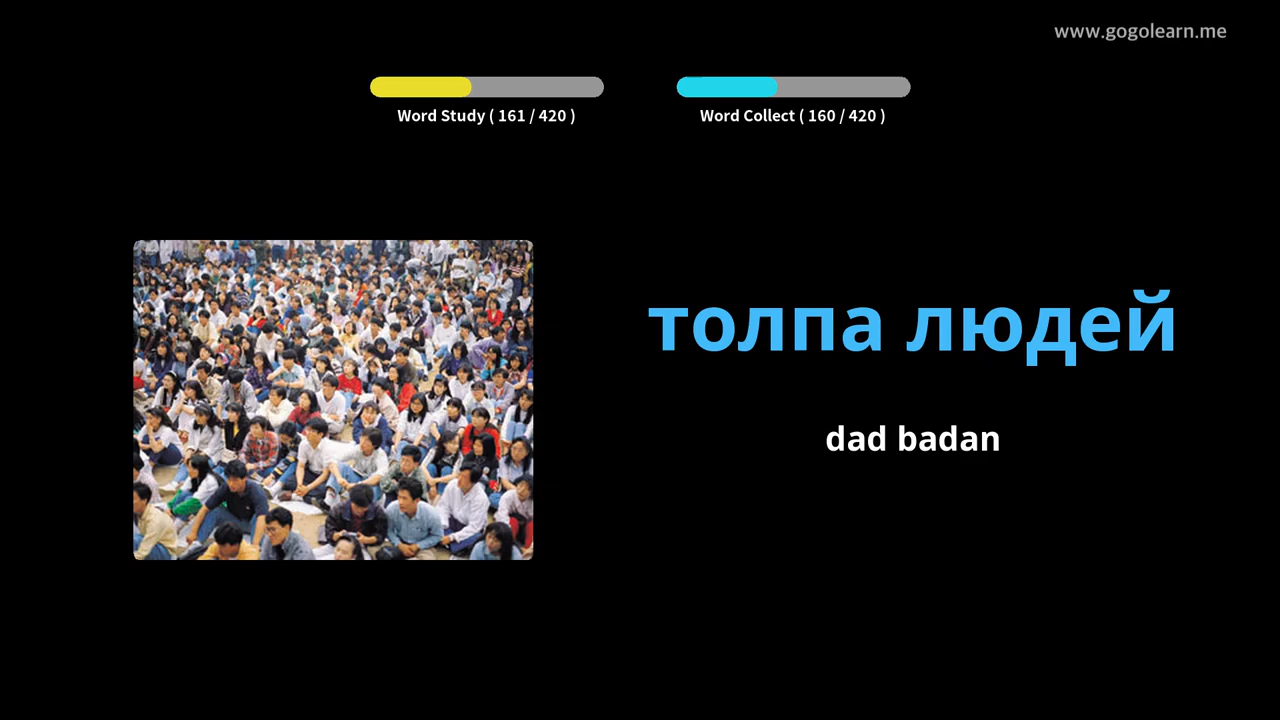 www.gogolearn.me
Word Study ( 161 / 420 )
Word Collect ( 160 / 420 )
толпа людей
dad badan